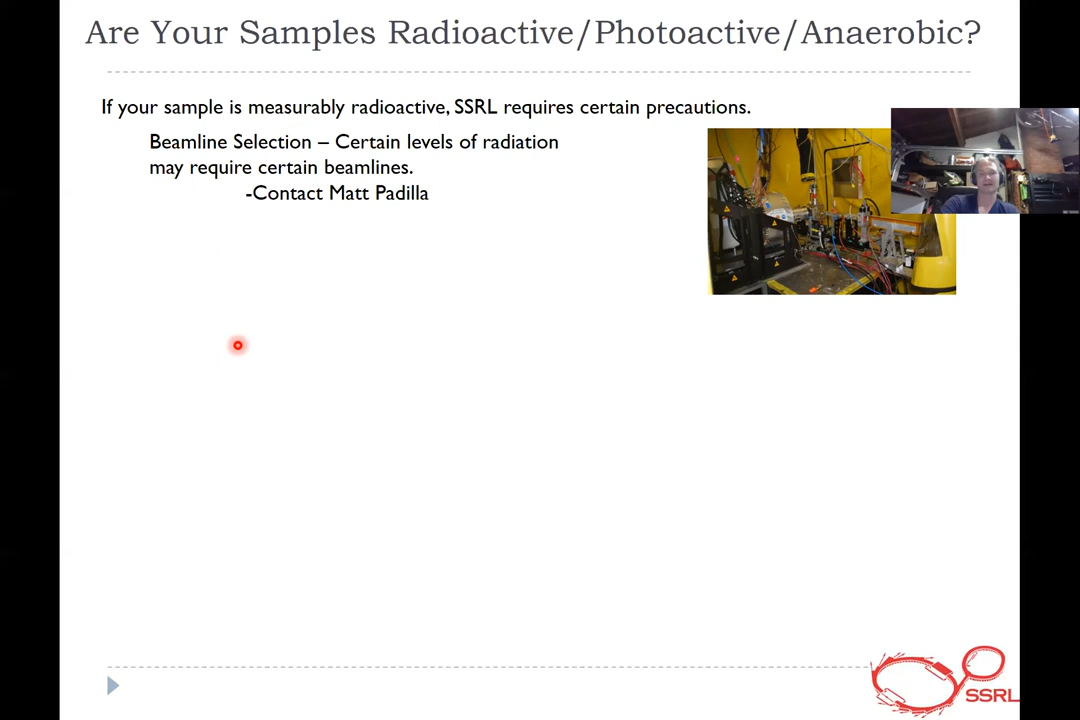 Are Your Samples Radioactive/Photoactive/Anaerobic?
If your sample is measurably radioactive, SSRL requires certain precautions.
Beamline Selection – Certain levels of radiation
may require certain beamlines.
-Contact Matt Padilla
SSRL